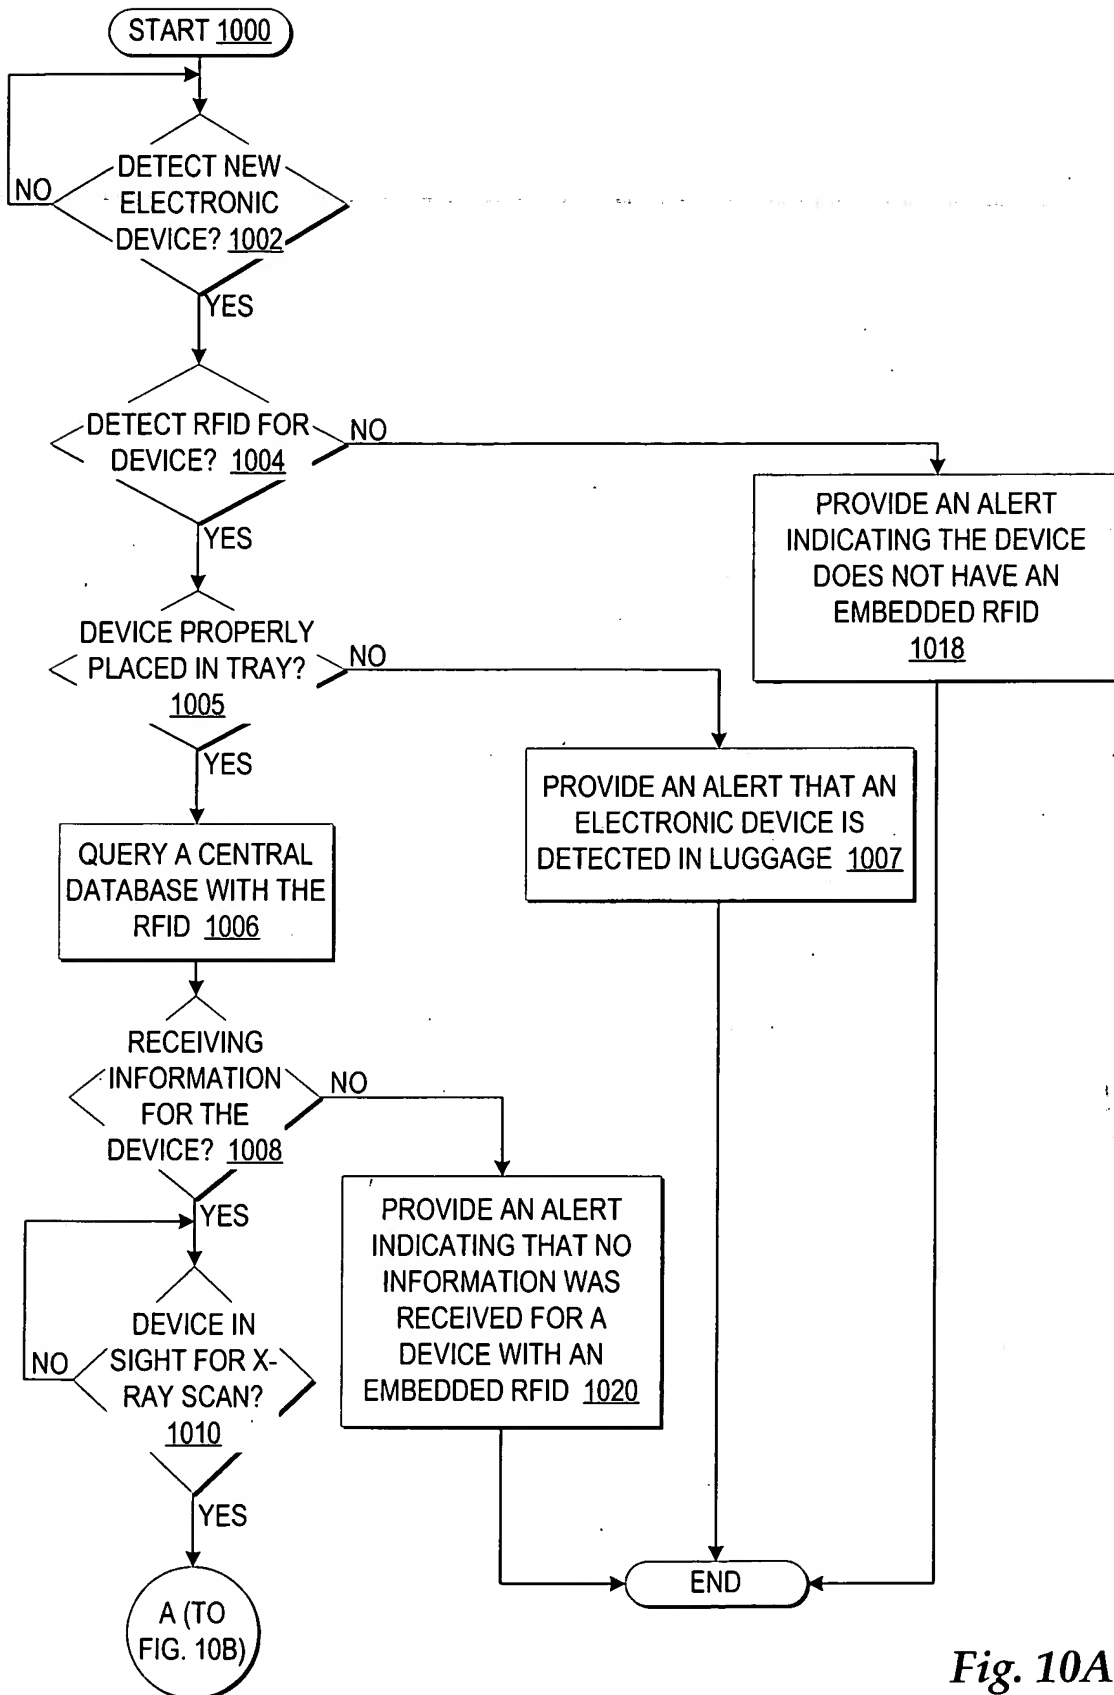 START 1000
DETECT NEW
ELECTRONIC
DEVICE? 1002
NO
YES
DETECT RFID FOR
DEVICE? 1004
NO
YES
PROVIDE AN ALERT
INDICATING THE DEVICE
DOES NOT HAVE AN
EMBEDDED RFID
1018
DEVICE PROPERLY
PLACED IN TRAY?
1005
NO
YES
PROVIDE AN ALERT THAT AN
ELECTRONIC DEVICE IS
DETECTED IN LUGGAGE 1007
QUERY A CENTRAL
DATABASE WITH THE
RFID 1006
RECEIVING
INFORMATION
FOR THE
DEVICE? 1008
NO
YES
PROVIDE AN ALERT
INDICATING THAT NO
INFORMATION WAS
RECEIVED FOR A
DEVICE WITH AN
EMBEDDED RFID 1020
DEVICE IN
SIGHT FOR X-
RAY SCAN?
1010
NO
YES
A (TO
FIG. 10B)
END
Fig. 10A